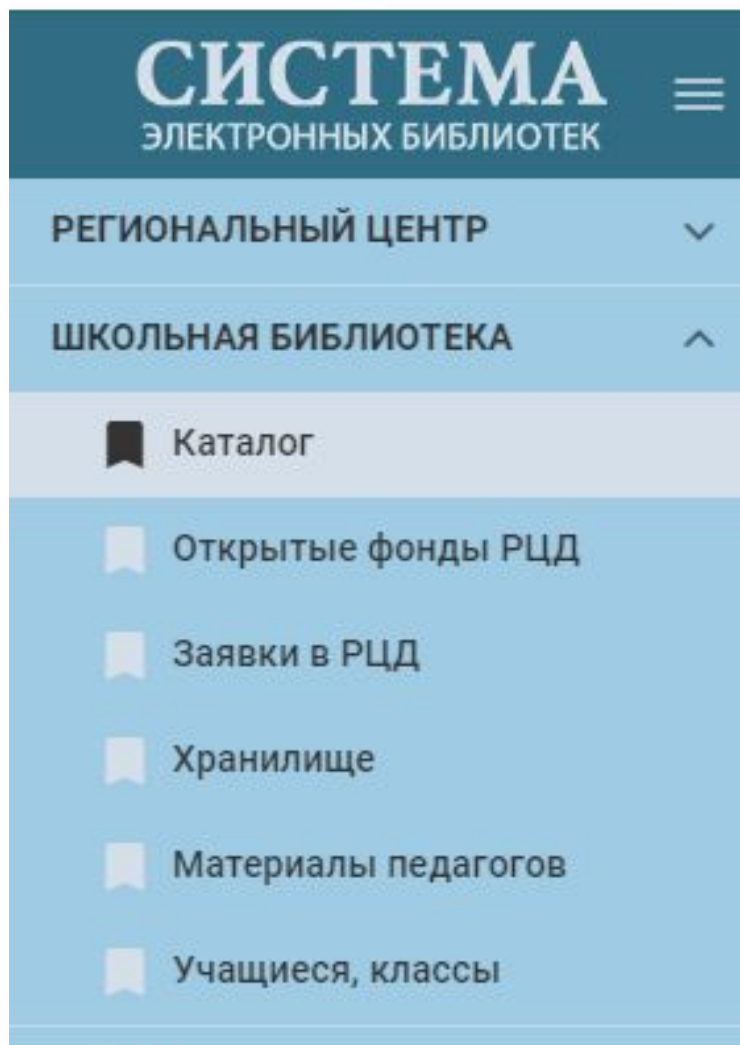 СИСТЕМА
ЭЛЕКТРОННЫХ БИБЛИОТЕК
РЕГИОНАЛЬНЫЙ ЦЕНТР
ШКОЛЬНАЯ БИБЛИОТЕКА
Каталог
Открытые фонды РЦД
Заявки в РЦД
Хранилище
Материалы педагогов
Учащиеся, классы